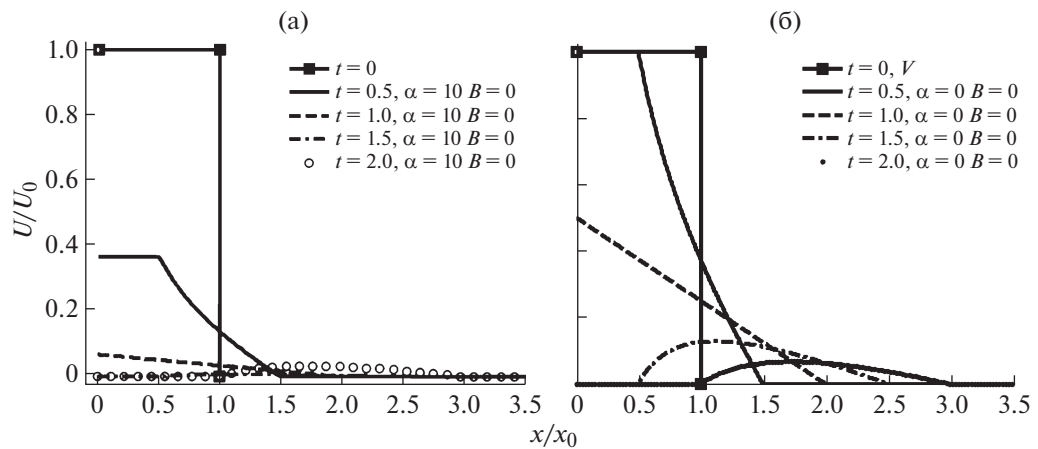 (а)
(б)
1.0
0.8
0.6
0.4
0.2
0
U/U₀
t = 0
t = 0.5, α = 10 B = 0
t = 1.0, α = 10 B = 0
t = 1.5, α = 10 B = 0
t = 2.0, α = 10 B = 0
t = 0, V
t = 0.5, α = 0 B = 0
t = 1.0, α = 0 B = 0
t = 1.5, α = 0 B = 0
t = 2.0, α = 0 B = 0
0 0.5 1.0 1.5 2.0 2.5 3.0 3.5
0 0.5 1.0 1.5 2.0 2.5 3.0 3.5
x/x₀